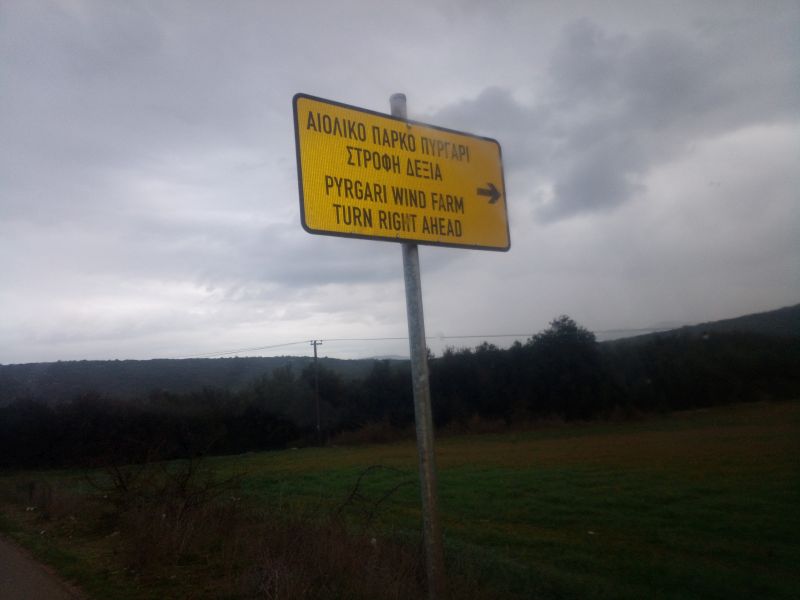 ΑΙΟΛΙΚΟ ΠΑΡΚΟ ΠΥΡΓΑΡΙ
ΣΤΡΟΦΗ ΔΕΞΙΑ
PYRGARI WIND FARM
TURN RIGHT AHEAD